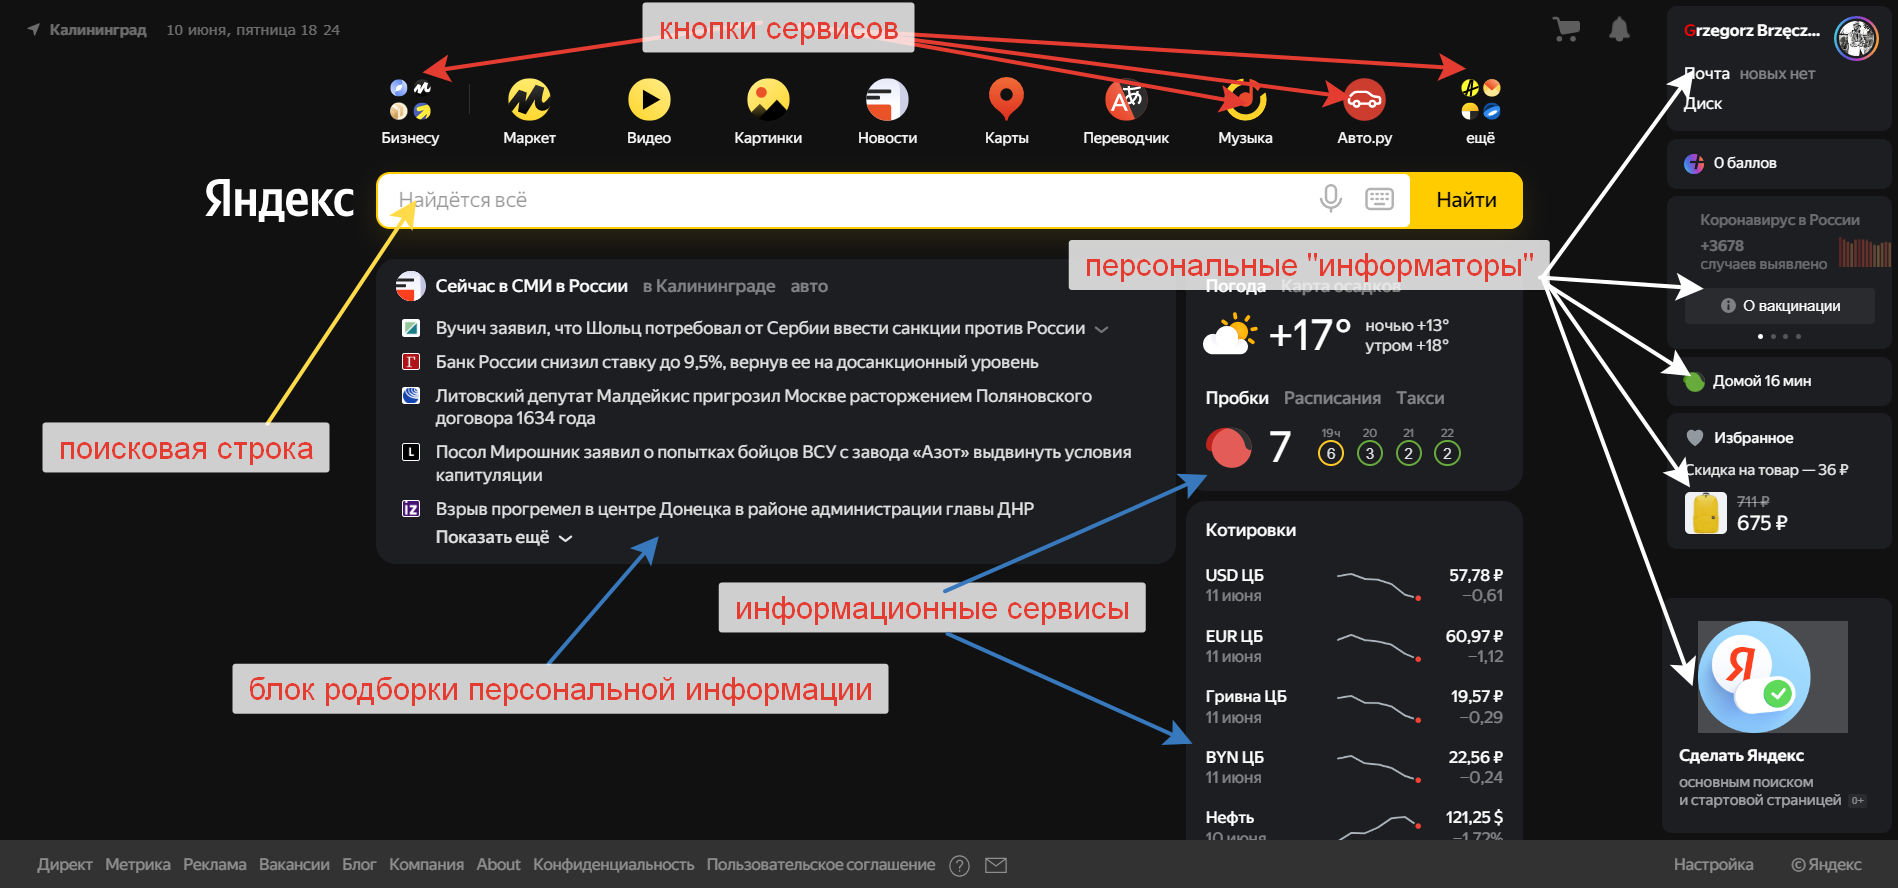 Калининград 10 июня, пятница 18 24
кнопки сервисов
Бизнесу
Маркет
Видео
Картинки
Новости
Карты
Переводчик
Музыка
Авто.ру
ещё
Яндекс
Найдётся всё
Найти
поисковая строка
Сейчас в СМИ в России в Калининграде авто
Вучич заявил, что Шольц потребовал от Сербии ввести санкции против России
Банк России снизил ставку до 9,5%, вернув ее на досанкционный уровень
Литовский депутат Малдейкис пригрозил Москве расторжением Поляновского
договора 1634 года
Посол Мирошник заявил о попытках бойцов ВСУ с завода «Азот» выдвинуть условия
капитуляции
Взрыв прогремел в центре Донецка в районе администрации главы ДНР
Показать ещё
информационные сервисы
блок родборки персональной информации
персональные "информаторы"
Погода Карта осадков
+17°
ночью +13°
утром +18°
Пробки Расписания Такси
7
19ч 20 21 22
6 3 2 2
Котировки
USD ЦБ 57,78 ₽
11 июня −0,61
EUR ЦБ 60,97 ₽
11 июня −1,12
Гривна ЦБ 19,57 ₽
11 июня −0,29
BYN ЦБ 22,56 ₽
11 июня −0,24
Нефть 121,25 $
10 июня −1,72%
Grzegorz Brzęcz...
Почта новых нет
Диск
0 баллов
Коронавирус в России
+3678
случаев выявлено
О вакцинации
Домой 16 мин
Избранное
Скидка на товар — 36 ₽
711 ₽
675 ₽
Я
Сделать Яндекс
основным поиском
и стартовой страницей 0+
Директ Метрика Реклама Вакансии Блог Компания About Конфиденциальность Пользовательское соглашение ?
Настройка © Яндекс